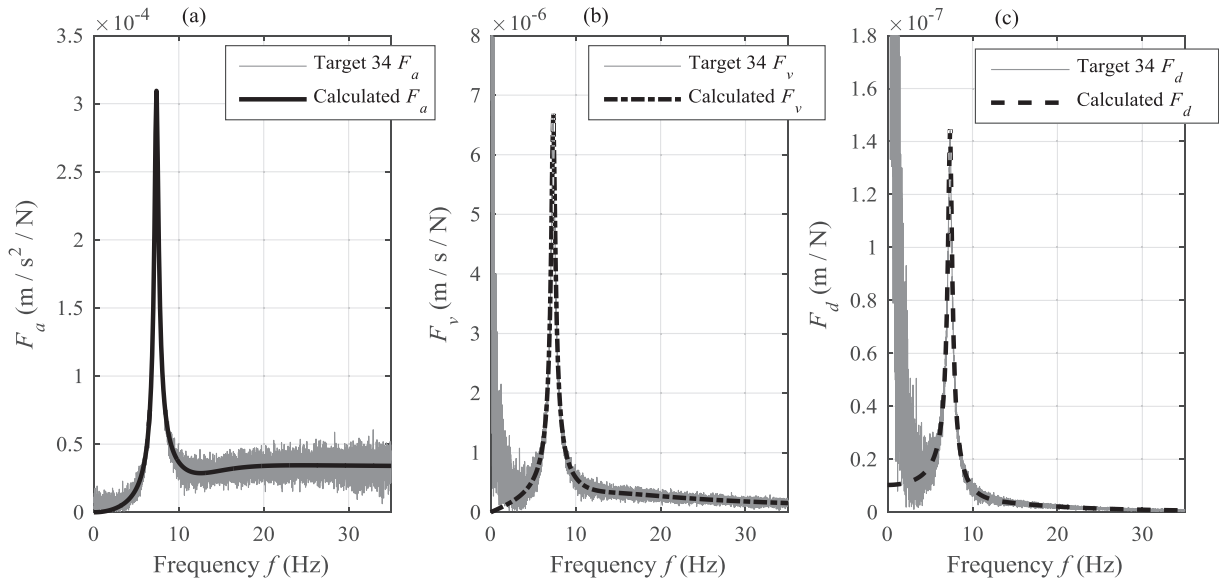 (a)
×10⁻⁴
3.5
3
2.5
2
1.5
1
0.5
0
0 10 20 30
Frequency f (Hz)
F_a (m / s² / N)
Target 34 F_a
Calculated F_a
(b)
×10⁻⁶
8
7
6
5
4
3
2
1
0
0 10 20 30
Frequency f (Hz)
F_v (m / s / N)
Target 34 F_v
Calculated F_v
(c)
×10⁻⁷
1.8
1.6
1.4
1.2
1
0.8
0.6
0.4
0.2
0
0 10 20 30
Frequency f (Hz)
F_d (m / N)
Target 34 F_d
Calculated F_d